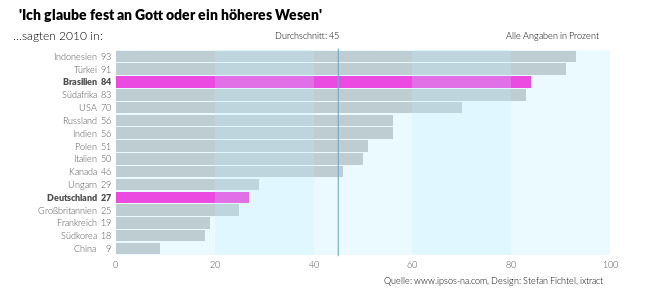 'Ich glaube fest an Gott oder ein höheres Wesen'
...sagten 2010 in:
Durchschnitt: 45
Alle Angaben in Prozent
Indonesien 93
Türkei 91
Brasilien 84
Südafrika 83
USA 70
Russland 56
Indien 56
Polen 51
Italien 50
Kanada 46
Ungarn 29
Deutschland 27
Großbritannien 25
Frankreich 19
Südkorea 18
China 9
0 20 40 60 80 100
Quelle: www.ipsos-na.com, Design: Stefan Fichtel, ixtract